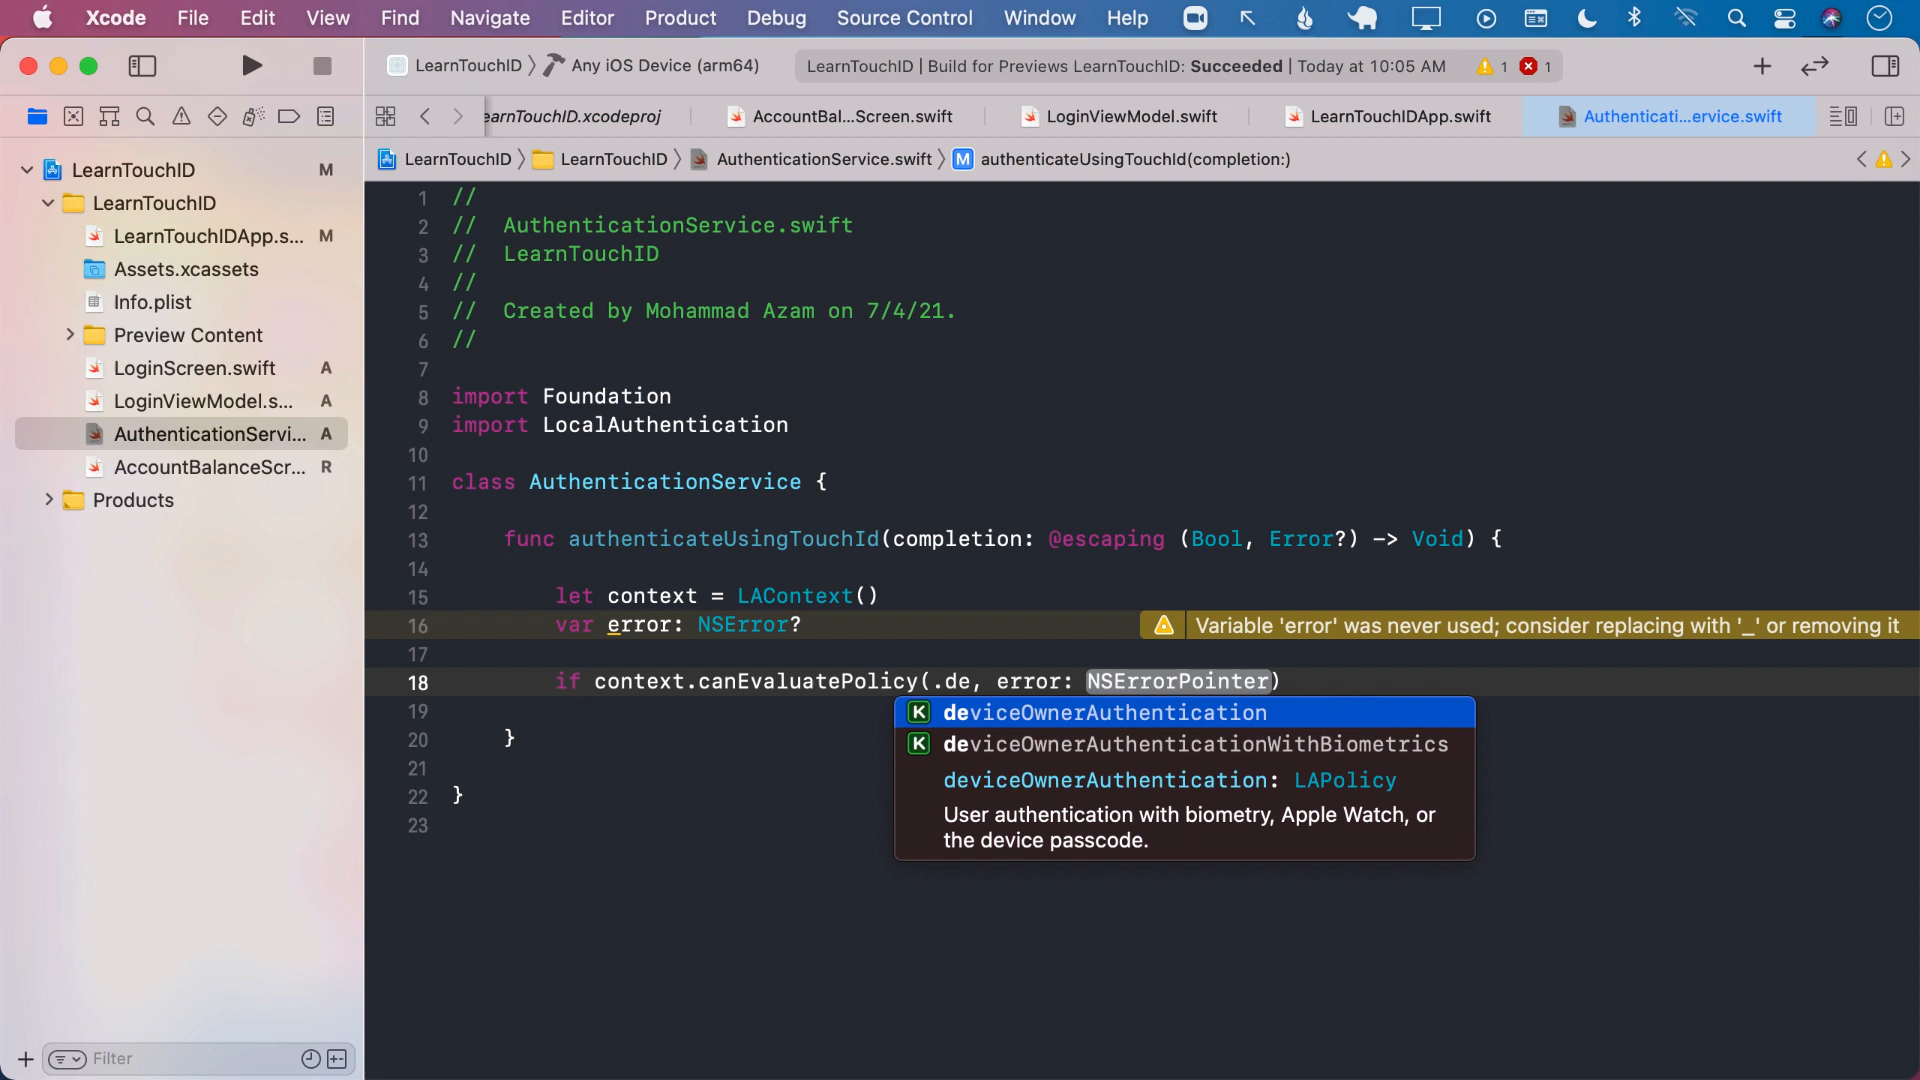 Xcode File Edit View Find Navigate Editor Product Debug Source Control Window Help
LearnTouchID Any iOS Device (arm64) LearnTouchID | Build for Previews LearnTouchID: Succeeded | Today at 10:05 AM 1 1
earnTouchID.xcodeproj AccountBal...Screen.swift LoginViewModel.swift LearnTouchIDApp.swift Authenticati...ervice.swift
LearnTouchID LearnTouchID AuthenticationService.swift M authenticateUsingTouchId(completion:)
LearnTouchID M
LearnTouchID
LearnTouchIDApp.s... M
Assets.xcassets
Info.plist
Preview Content
LoginScreen.swift A
LoginViewModel.s... A
AuthenticationServi... A
AccountBalanceScr... R
Products
Filter
1 //
2 // AuthenticationService.swift
3 // LearnTouchID
4 //
5 // Created by Mohammad Azam on 7/4/21.
6 //
7
8 import Foundation
9 import LocalAuthentication
10
11 class AuthenticationService {
12
13 func authenticateUsingTouchId(completion: @escaping (Bool, Error?) -> Void) {
14
15 let context = LAContext()
16 var error: NSError? Variable 'error' was never used; consider replacing with '_' or removing it
17
18 if context.canEvaluatePolicy(.de, error: NSErrorPointer)
19
20 }
21
22 }
23
K deviceOwnerAuthentication
K deviceOwnerAuthenticationWithBiometrics
deviceOwnerAuthentication: LAPolicy
User authentication with biometry, Apple Watch, or
the device passcode.